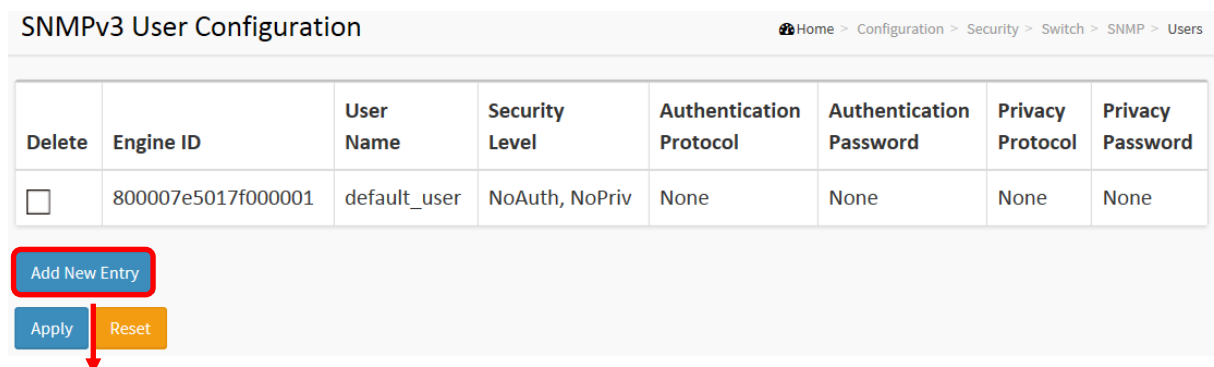 SNMPv3 User Configuration
Home > Configuration > Security > Switch > SNMP > Users
Delete Engine ID User Name Security Level Authentication Protocol Authentication Password Privacy Protocol Privacy Password
800007e5017f000001 default_user NoAuth, NoPriv None None None None
Add New Entry
Apply Reset